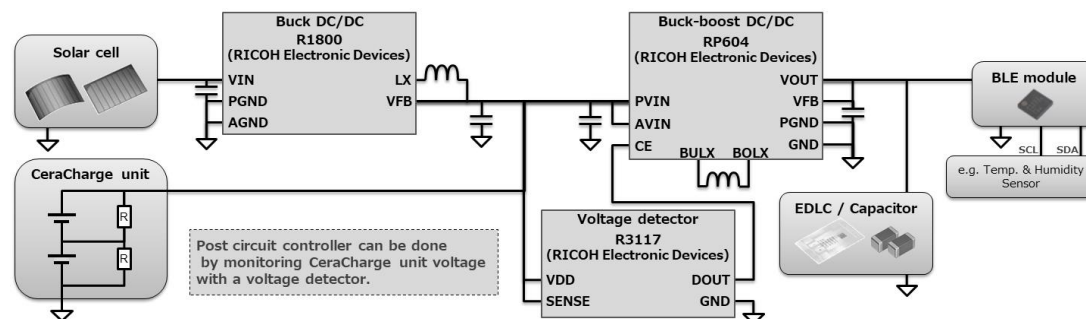 Solar cell
Buck DC/DC
R1800
(RICOH Electronic Devices)
VIN
LX
PGND
VFB
AGND
Buck-boost DC/DC
RP604
(RICOH Electronic Devices)
VOUT
PVIN
VFB
AVIN
PGND
CE
GND
BULX
BOLX
BLE module
SCL
SDA
e.g. Temp. & Humidity
Sensor
CeraCharge unit
R
R
Post circuit controller can be done
by monitoring CeraCharge unit voltage
with a voltage detector.
Voltage detector
R3117
(RICOH Electronic Devices)
VDD
DOUT
SENSE
GND
EDLC / Capacitor